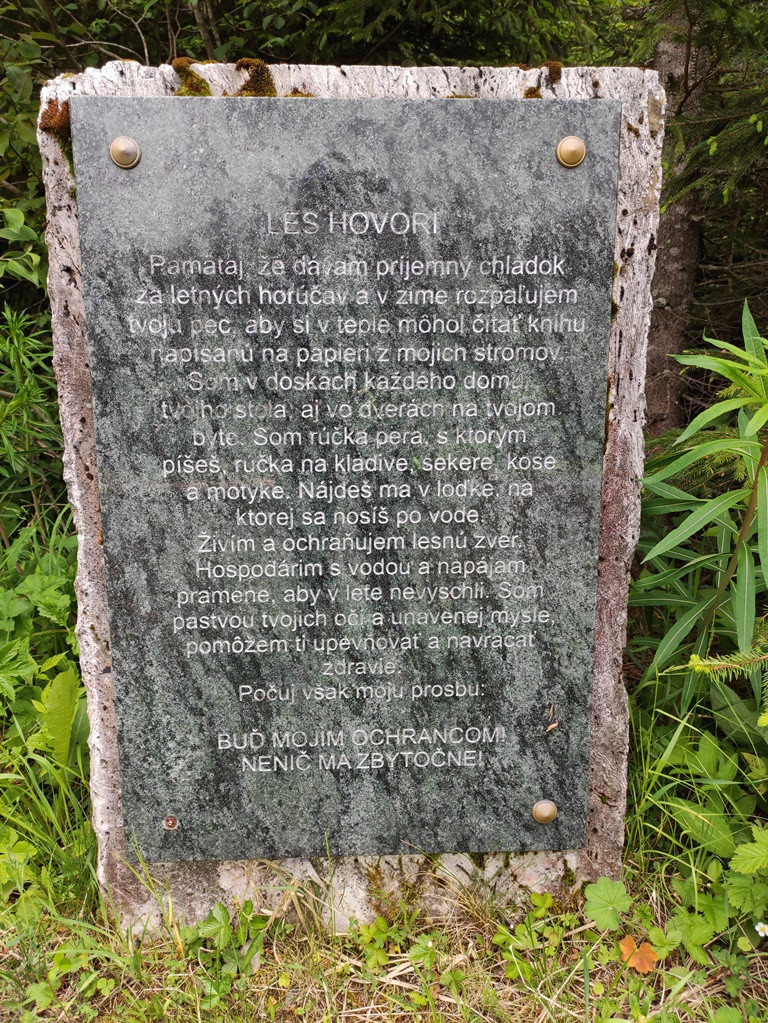 LES HOVORÍ
Pamätaj, že dávam príjemný chládok
za letných horúčav a v zime rozpaľujem
tvoju pec, aby si v teple môhol čítať knihu
napísanú na papieri z mojich stromov.
Som v doskách každého domu,
tvojho stola, aj vo dverách na tvojom
byte. Som rúčka pera, s ktorým
píšeš, rúčka na kladive, sekere, kose
a motyke. Nájdeš ma v loďke, na
ktorej sa nosíš po vode.
Živím a ochraňujem lesnú zver.
Hospodárim s vodou a napájam
pramene, aby v lete nevyschli. Som
pastvou tvojich očí a unavenej mysle,
pomôžem ti upevňovať a navracať
zdravie.
Počuj však moju prosbu:
BUĎ MOJÍM OCHRANCOM!
NENIČ MA ZBYTOČNE!